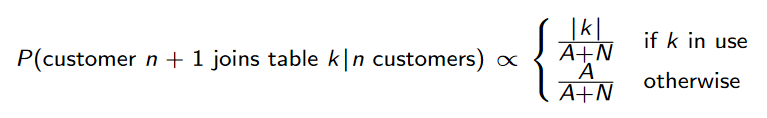 P(customer n + 1 joins table k|n customers) ∝ { |k| / A+N if k in use
A / A+N otherwise